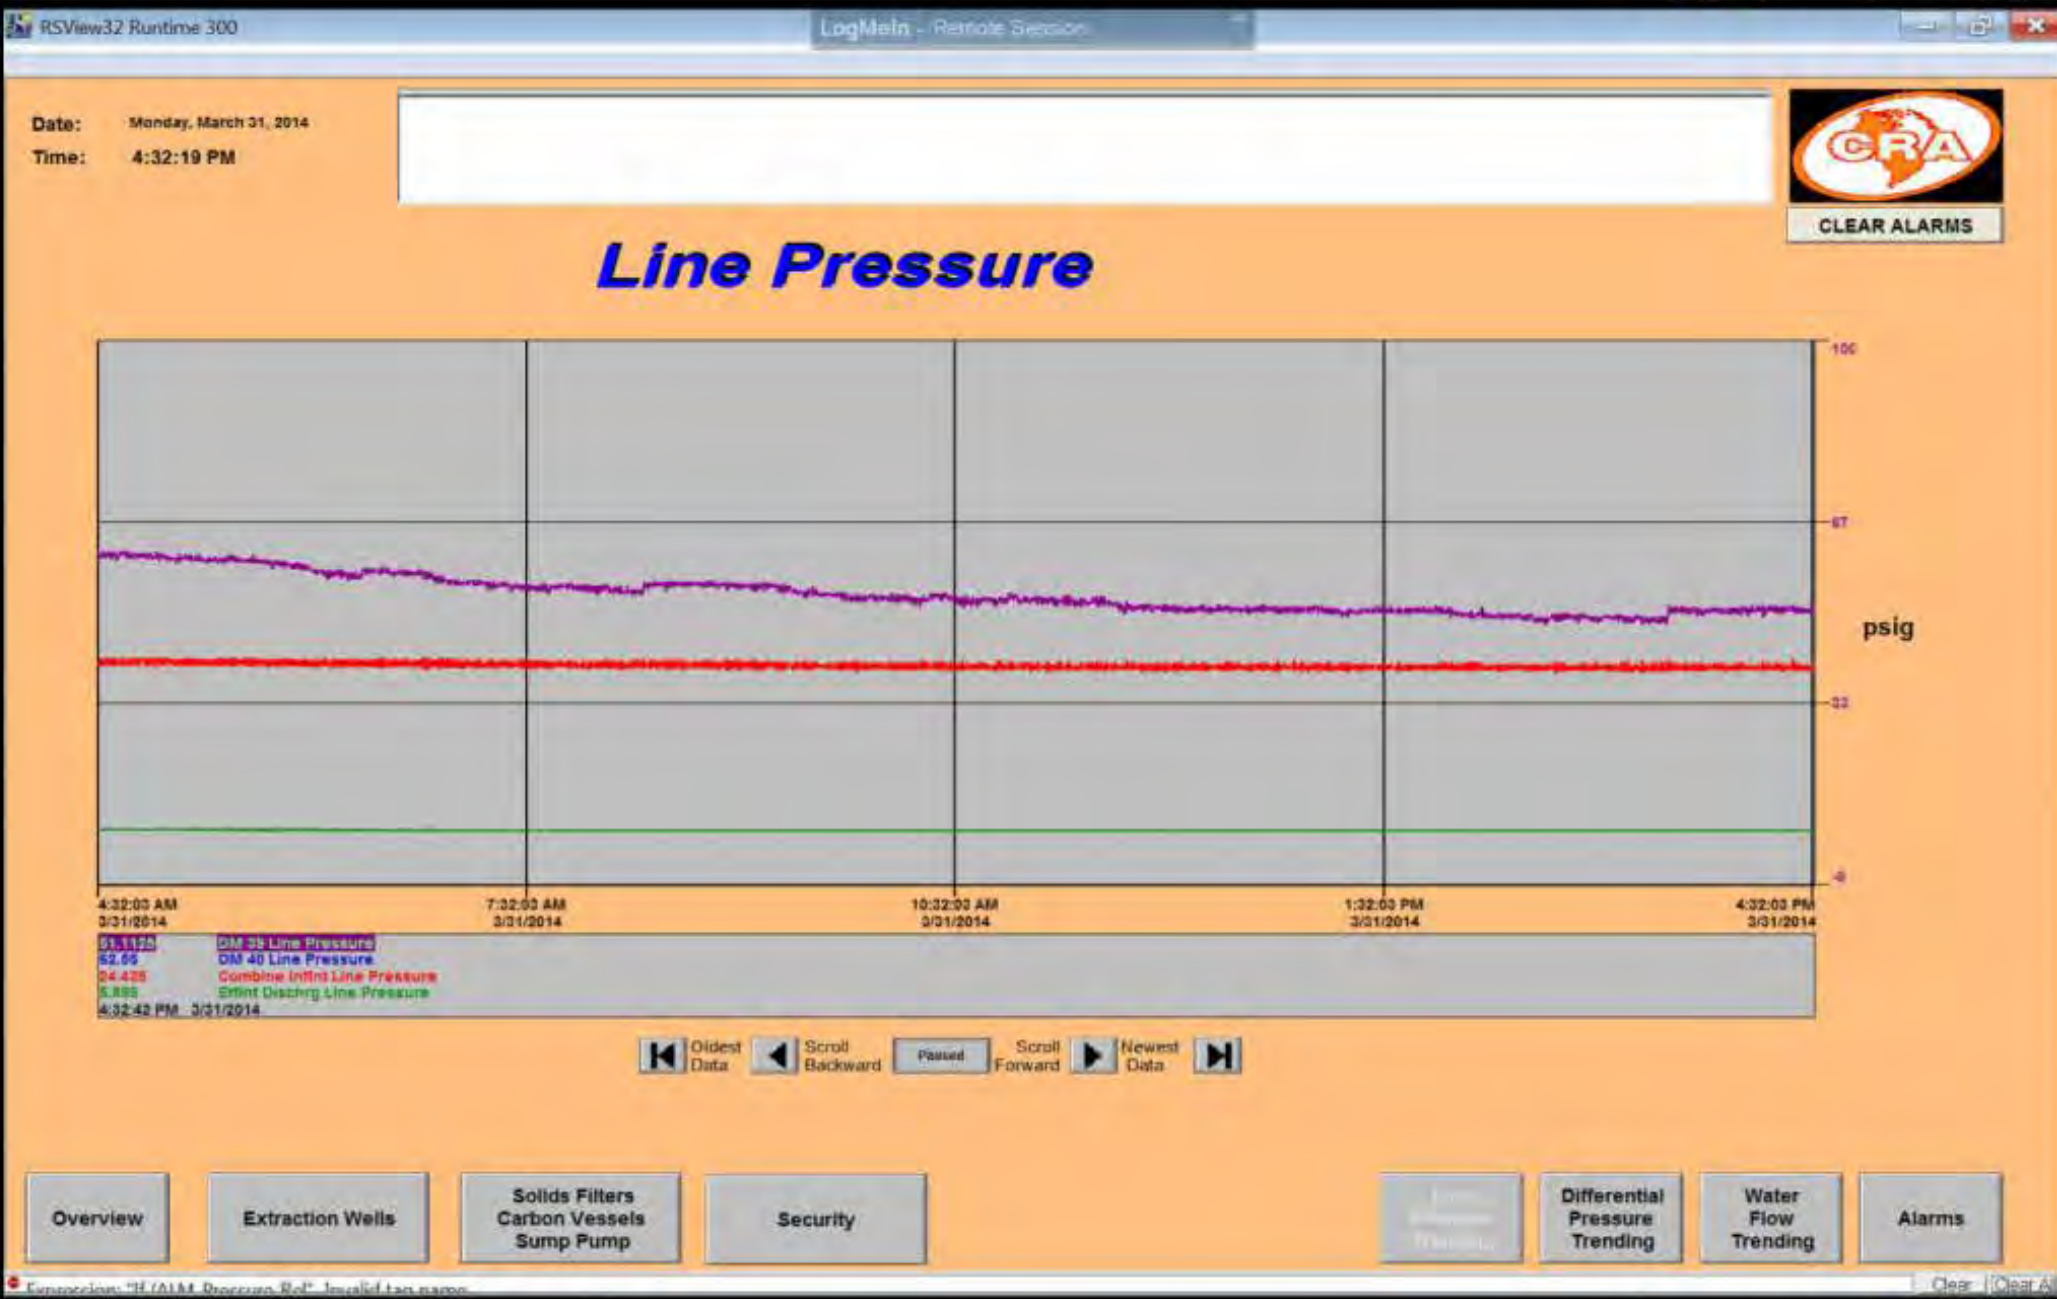 RSView32 Runtime 300
LogMeIn - Remote Session
Date: Monday, March 31, 2014
Time: 4:32:19 PM
CRA
CLEAR ALARMS
Line Pressure
100
67
psig
33
-0
4:32:03 AM 7:32:03 AM 10:32:03 AM 1:32:03 PM 4:32:03 PM
3/31/2014 3/31/2014 3/31/2014 3/31/2014 3/31/2014
51.1125 DM 39 Line Pressure
DM 40 Line Pressure
24.425 Combine Inflnt Line Pressure
Efflnt Dischrg Line Pressure
4:32:42 PM 3/31/2014
Oldest Data
Scroll Backward
Paused
Scroll Forward
Newest Data
Overview
Extraction Wells
Solids Filters
Carbon Vessels
Sump Pump
Security
Differential
Pressure
Trending
Water
Flow
Trending
Alarms
Clear